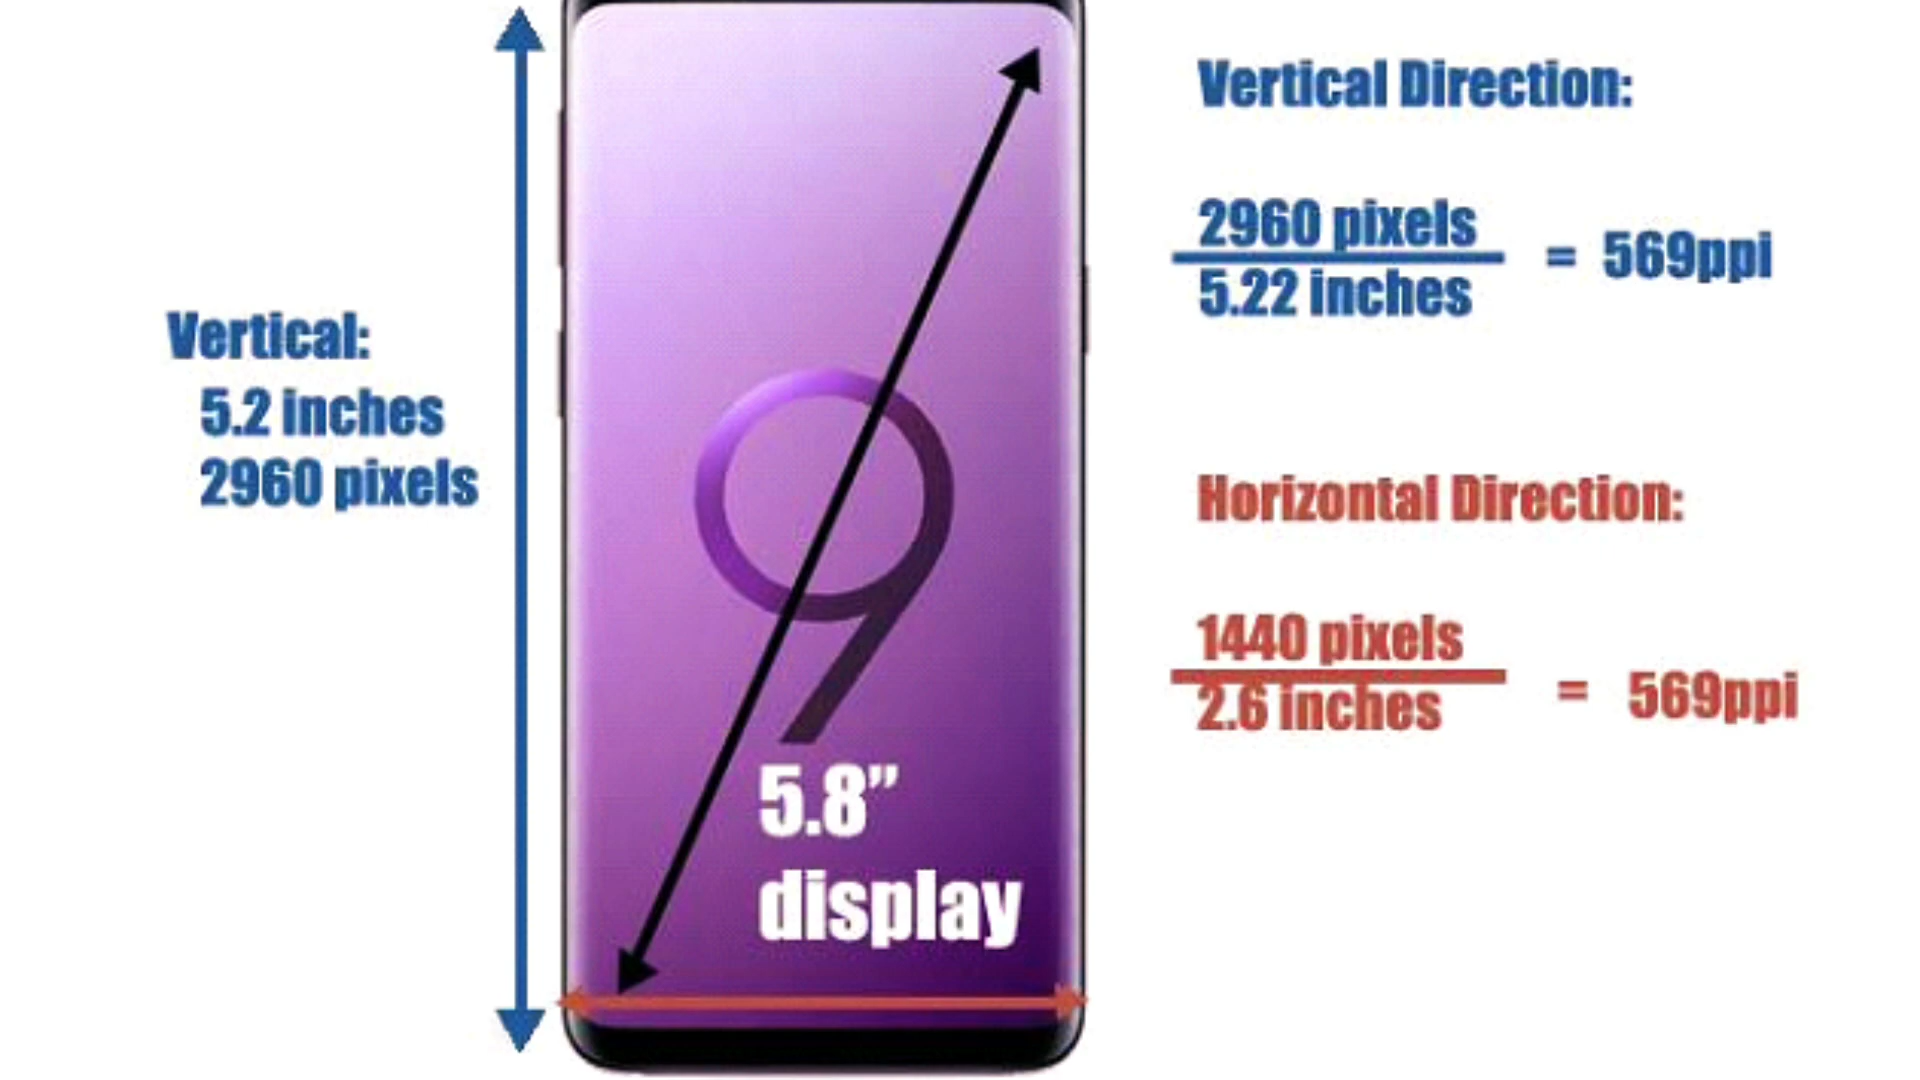 Vertical:
5.2 inches
2960 pixels
9
5.8”
display
Vertical Direction:
2960 pixels
5.22 inches
= 569ppi
Horizontal Direction:
1440 pixels
2.6 inches
= 569ppi